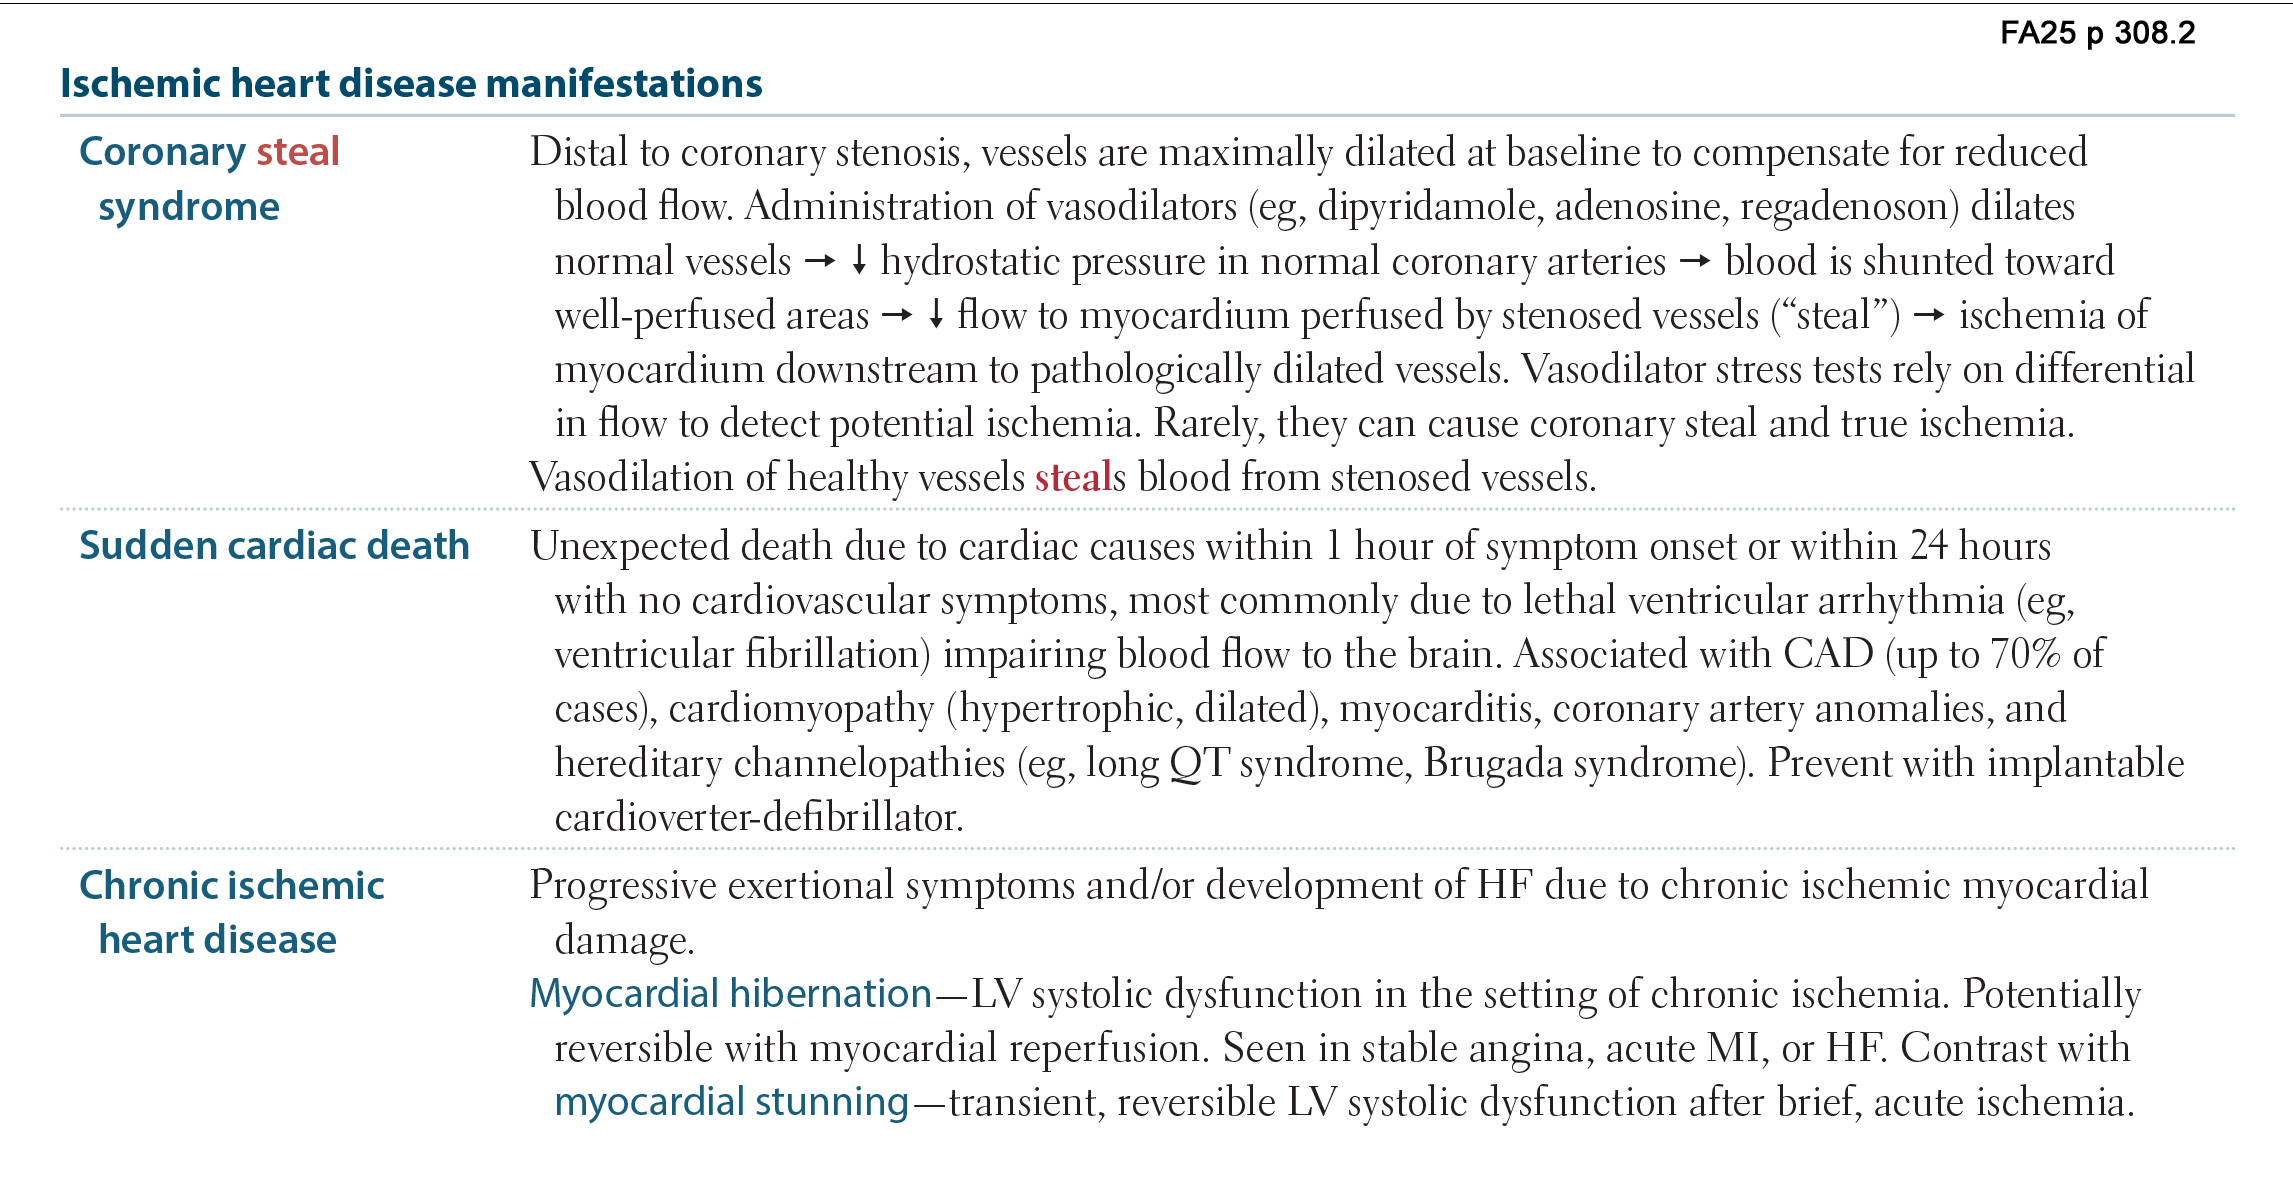 FA25 p 308.2
Ischemic heart disease manifestations
Coronary steal
syndrome
Distal to coronary stenosis, vessels are maximally dilated at baseline to compensate for reduced
blood flow. Administration of vasodilators (eg, dipyridamole, adenosine, regadenoson) dilates
normal vessels → ↓ hydrostatic pressure in normal coronary arteries → blood is shunted toward
well-perfused areas → ↓ flow to myocardium perfused by stenosed vessels (“steal”) → ischemia of
myocardium downstream to pathologically dilated vessels. Vasodilator stress tests rely on differential
in flow to detect potential ischemia. Rarely, they can cause coronary steal and true ischemia.
Vasodilation of healthy vessels steals blood from stenosed vessels.
Sudden cardiac death
Unexpected death due to cardiac causes within 1 hour of symptom onset or within 24 hours
with no cardiovascular symptoms, most commonly due to lethal ventricular arrhythmia (eg,
ventricular fibrillation) impairing blood flow to the brain. Associated with CAD (up to 70% of
cases), cardiomyopathy (hypertrophic, dilated), myocarditis, coronary artery anomalies, and
hereditary channelopathies (eg, long QT syndrome, Brugada syndrome). Prevent with implantable
cardioverter-defibrillator.
Chronic ischemic
heart disease
Progressive exertional symptoms and/or development of HF due to chronic ischemic myocardial
damage.
Myocardial hibernation—LV systolic dysfunction in the setting of chronic ischemia. Potentially
reversible with myocardial reperfusion. Seen in stable angina, acute MI, or HF. Contrast with
myocardial stunning—transient, reversible LV systolic dysfunction after brief, acute ischemia.